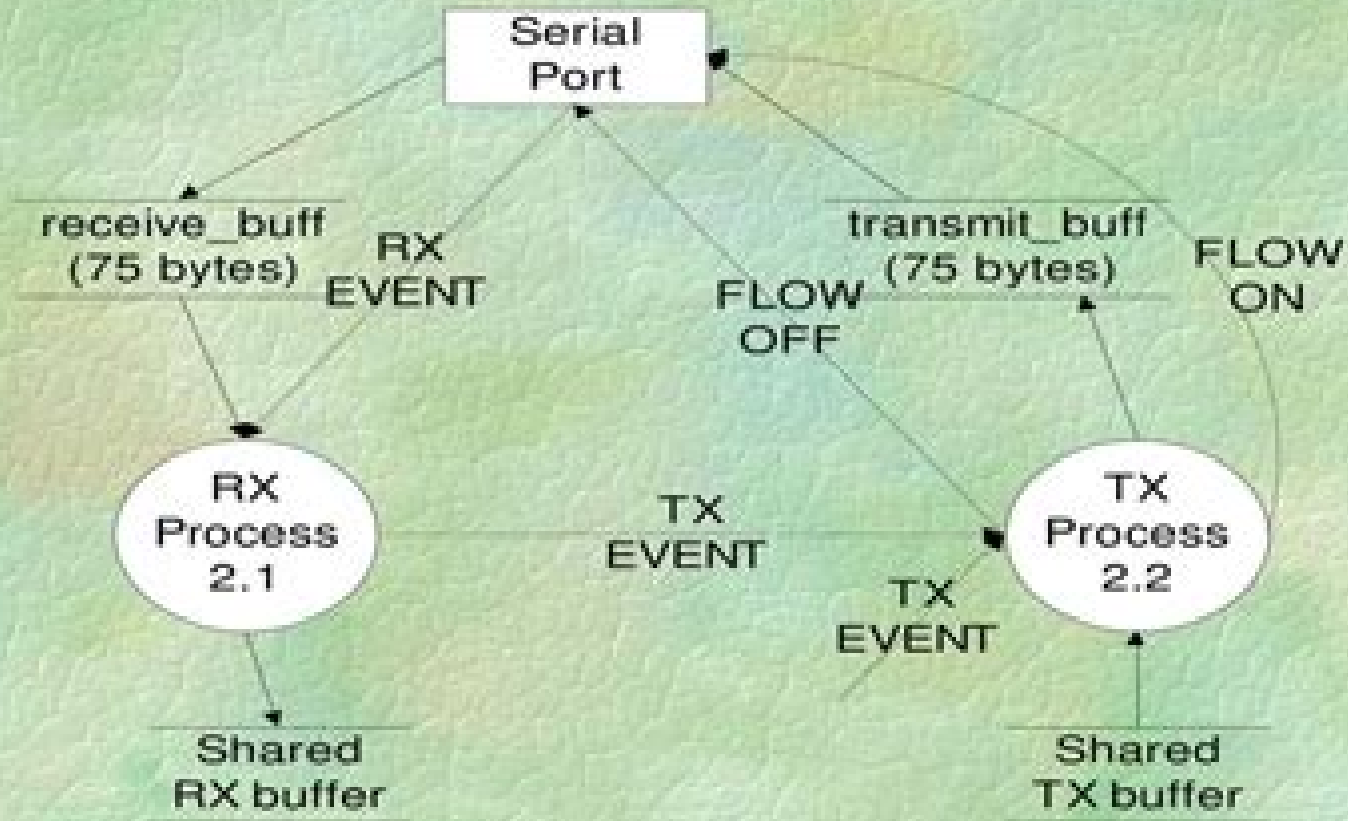 Serial
Port
receive_buff
(75 bytes)
RX
EVENT
transmit_buff
(75 bytes)
FLOW
ON
FLOW
OFF
RX
Process
2.1
TX
EVENT
TX
Process
2.2
TX
EVENT
Shared
RX buffer
Shared
TX buffer